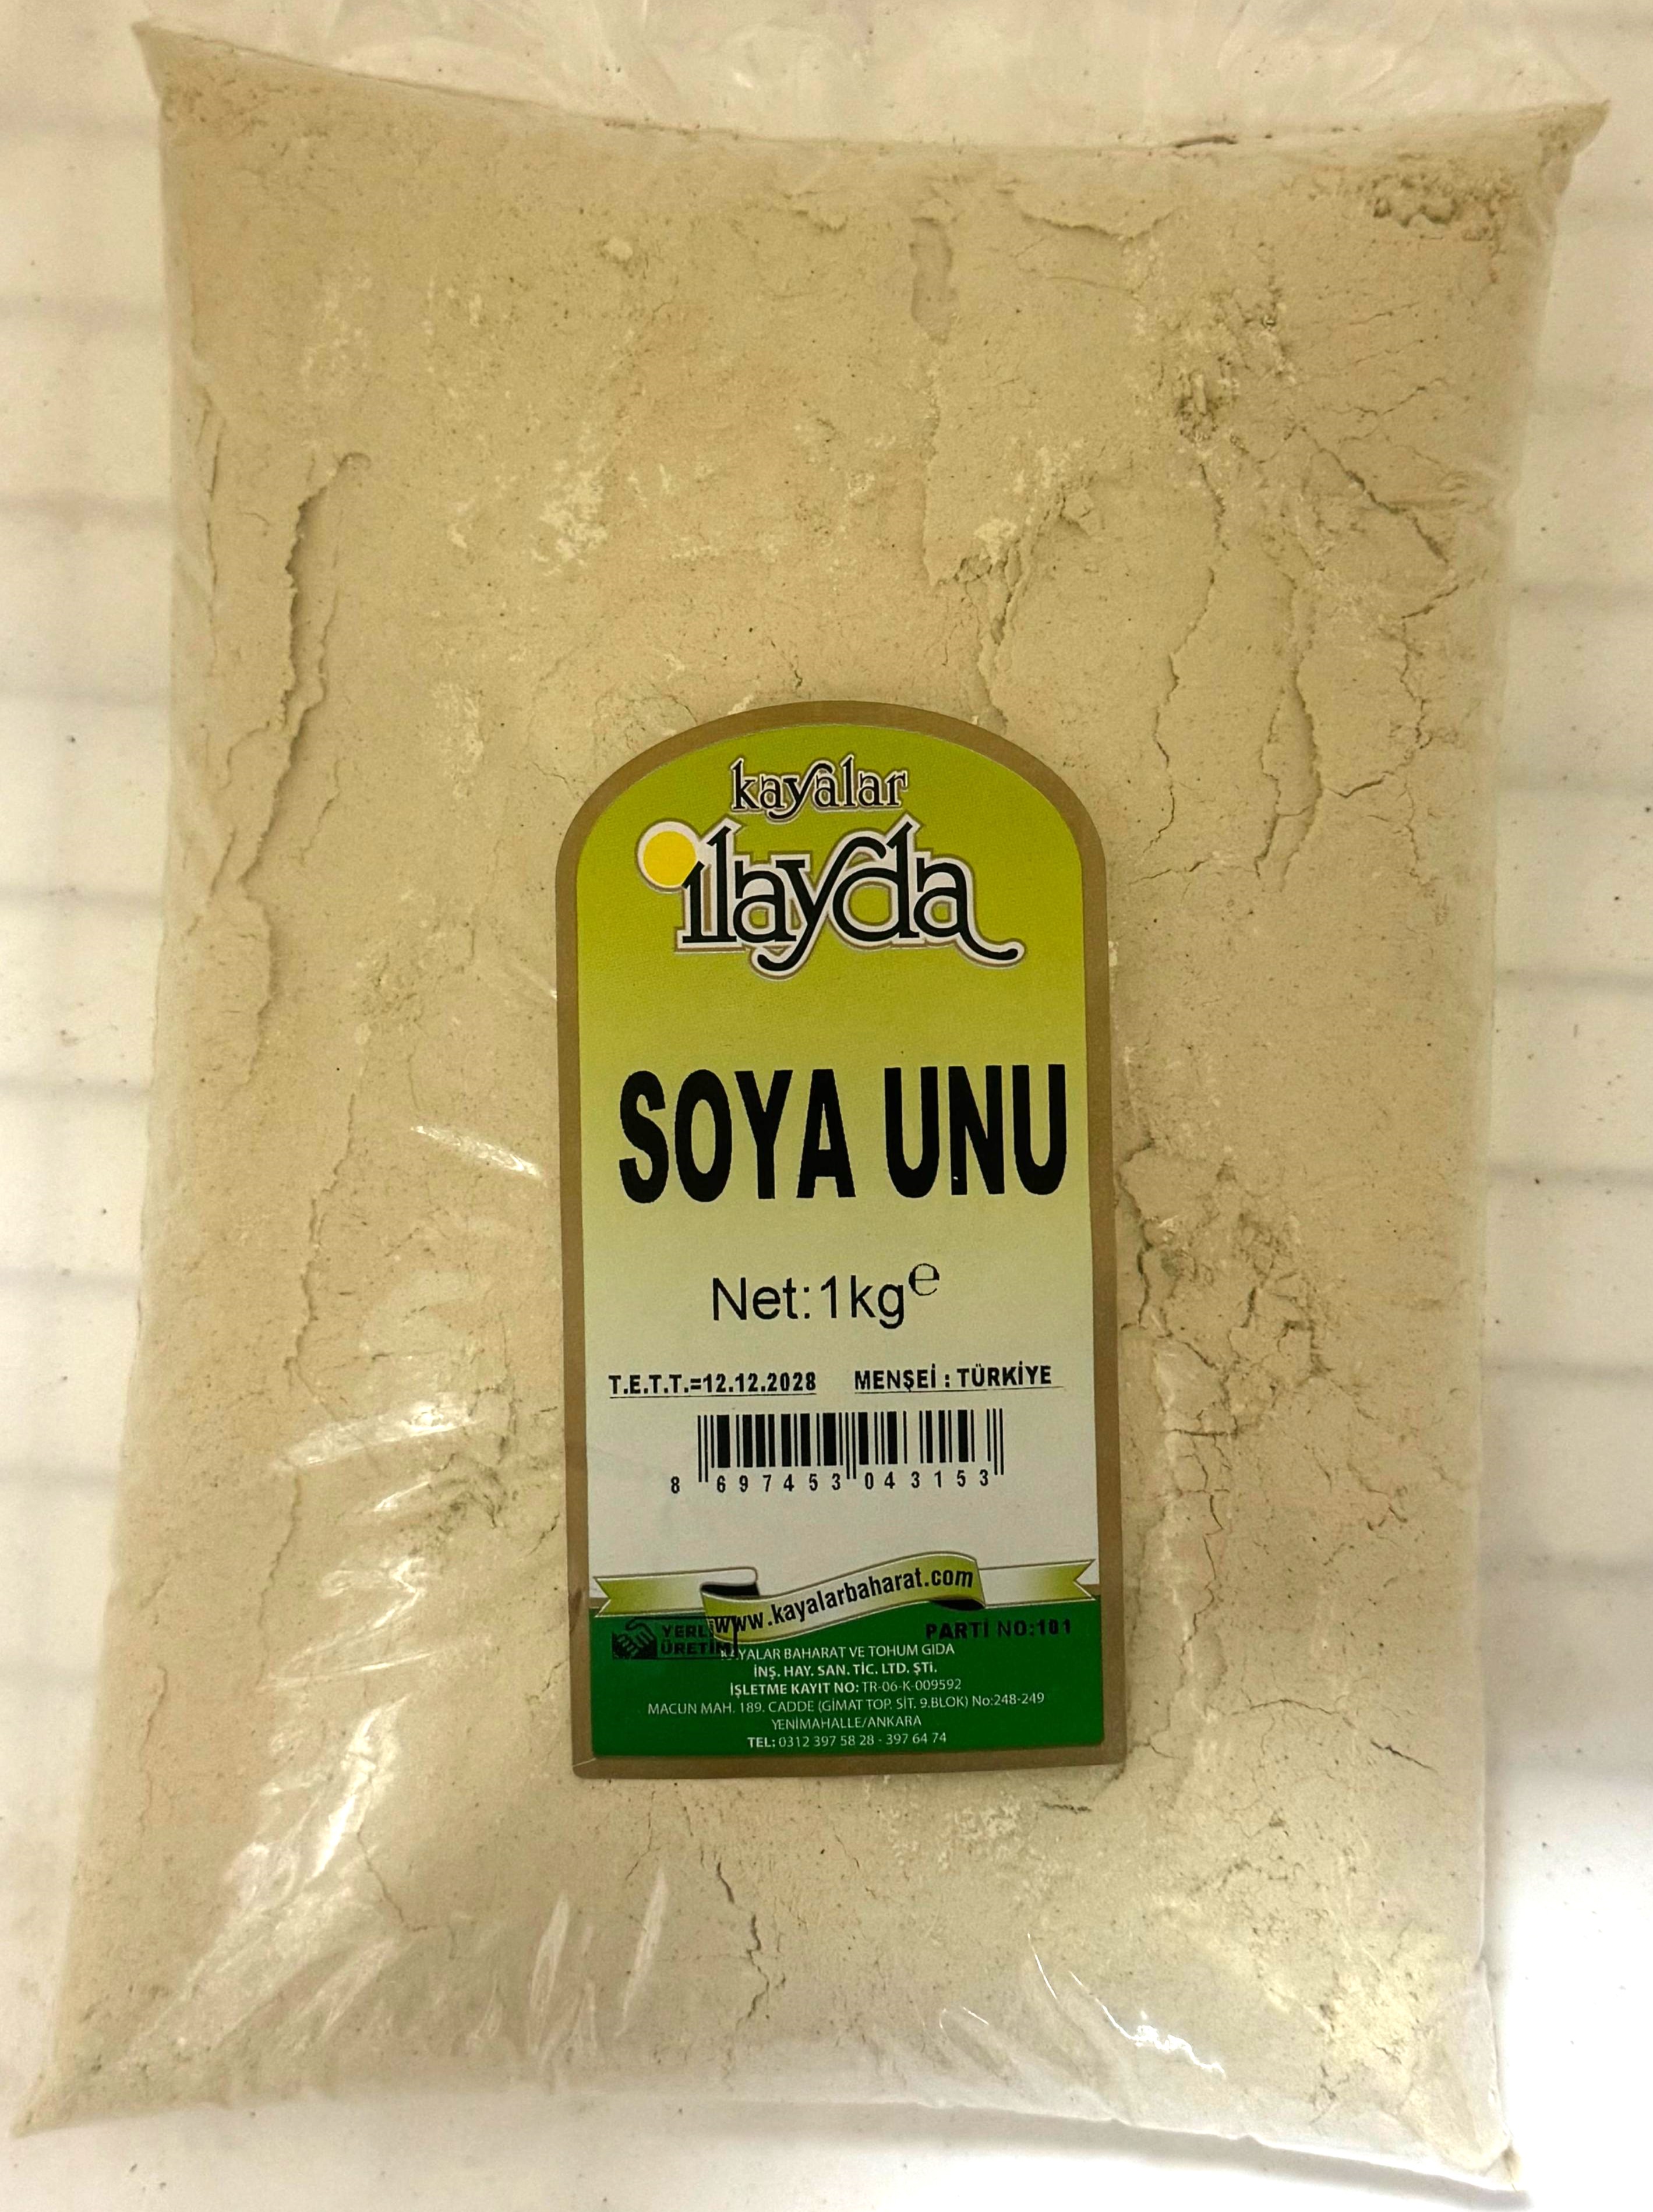 kayalar
ilayda
SOYA UNU
Net:1kge
T.E.T.T.=12.12.2028 MENŞEİ : TÜRKİYE
8 697453 043153
www.kayalarbaharat.com
PARTİ NO:101
YERLİ
ÜRETİM
KAYALAR BAHARAT VE TOHUM GIDA
İNŞ. HAY. SAN. TİC. LTD. ŞTİ.
İŞLETME KAYIT NO: TR-06-K-009592
MACUN MAH. 189. CADDE (GİMAT TOP. SİT. 9.BLOK) No:248-249
YENİMAHALLE/ANKARA
TEL: 0312 397 58 28 - 397 64 74